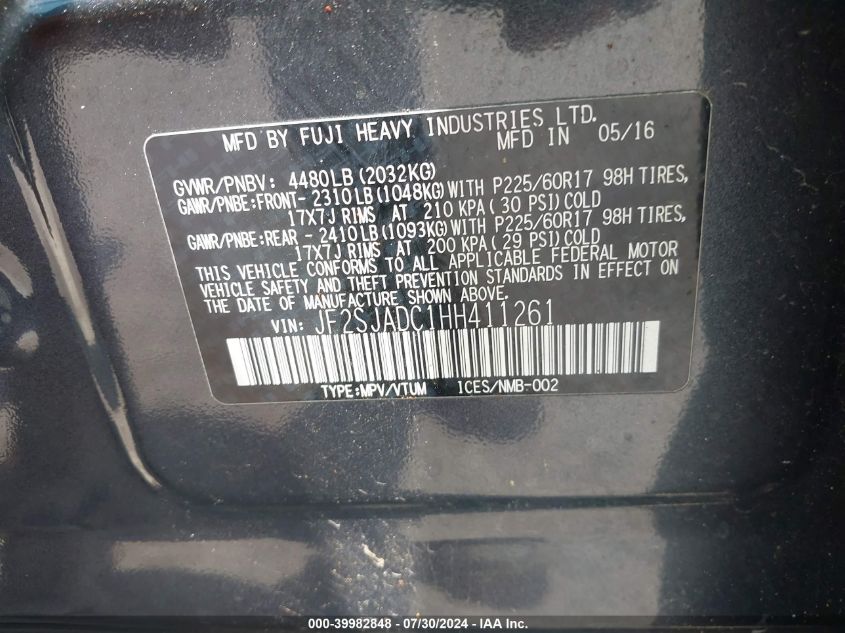 MFD BY FUJI HEAVY INDUSTRIES LTD.
MFD IN 05/16
GVWR/PNBV: 4480LB(2032KG)
GAWR/PNBE:FRONT- 2310LB(1048KG)WITH P225/60R17 98H TIRES,
17X7J RIMS AT 210 KPA(30 PSI)COLD
GAWR/PNBE:REAR - 2410LB(1093KG)WITH P225/60R17 98H TIRES,
17X7J RIMS AT 200 KPA(29 PSI)COLD
THIS VEHICLE CONFORMS TO ALL APPLICABLE FEDERAL MOTOR
VEHICLE SAFETY AND THEFT PREVENTION STANDARDS IN EFFECT ON
THE DATE OF MANUFACTURE SHOWN ABOVE.
VIN: JF2SJADC1HH411261
TYPE:MPV/VTUM 1CES/NMB-002
000-39982848 - 07/30/2024 - IAA Inc.